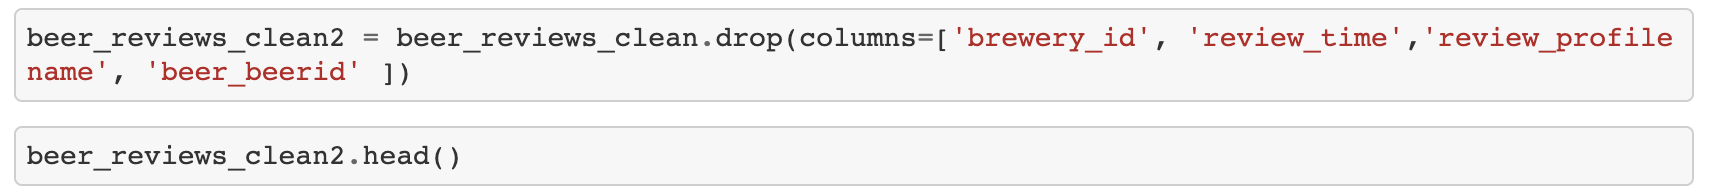 beer_reviews_clean2 = beer_reviews_clean.drop(columns=['brewery_id', 'review_time','review_profile
name', 'beer_beerid' ])
beer_reviews_clean2.head()